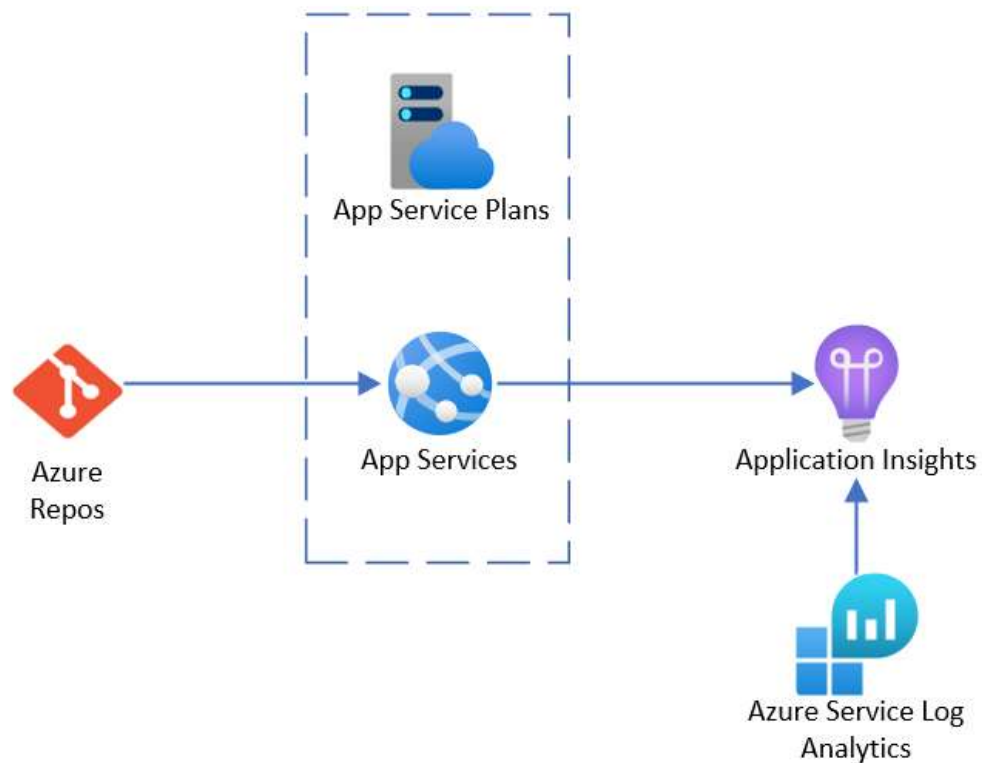 App Service Plans
Azure
Repos
App Services
Application Insights
Azure Service Log
Analytics